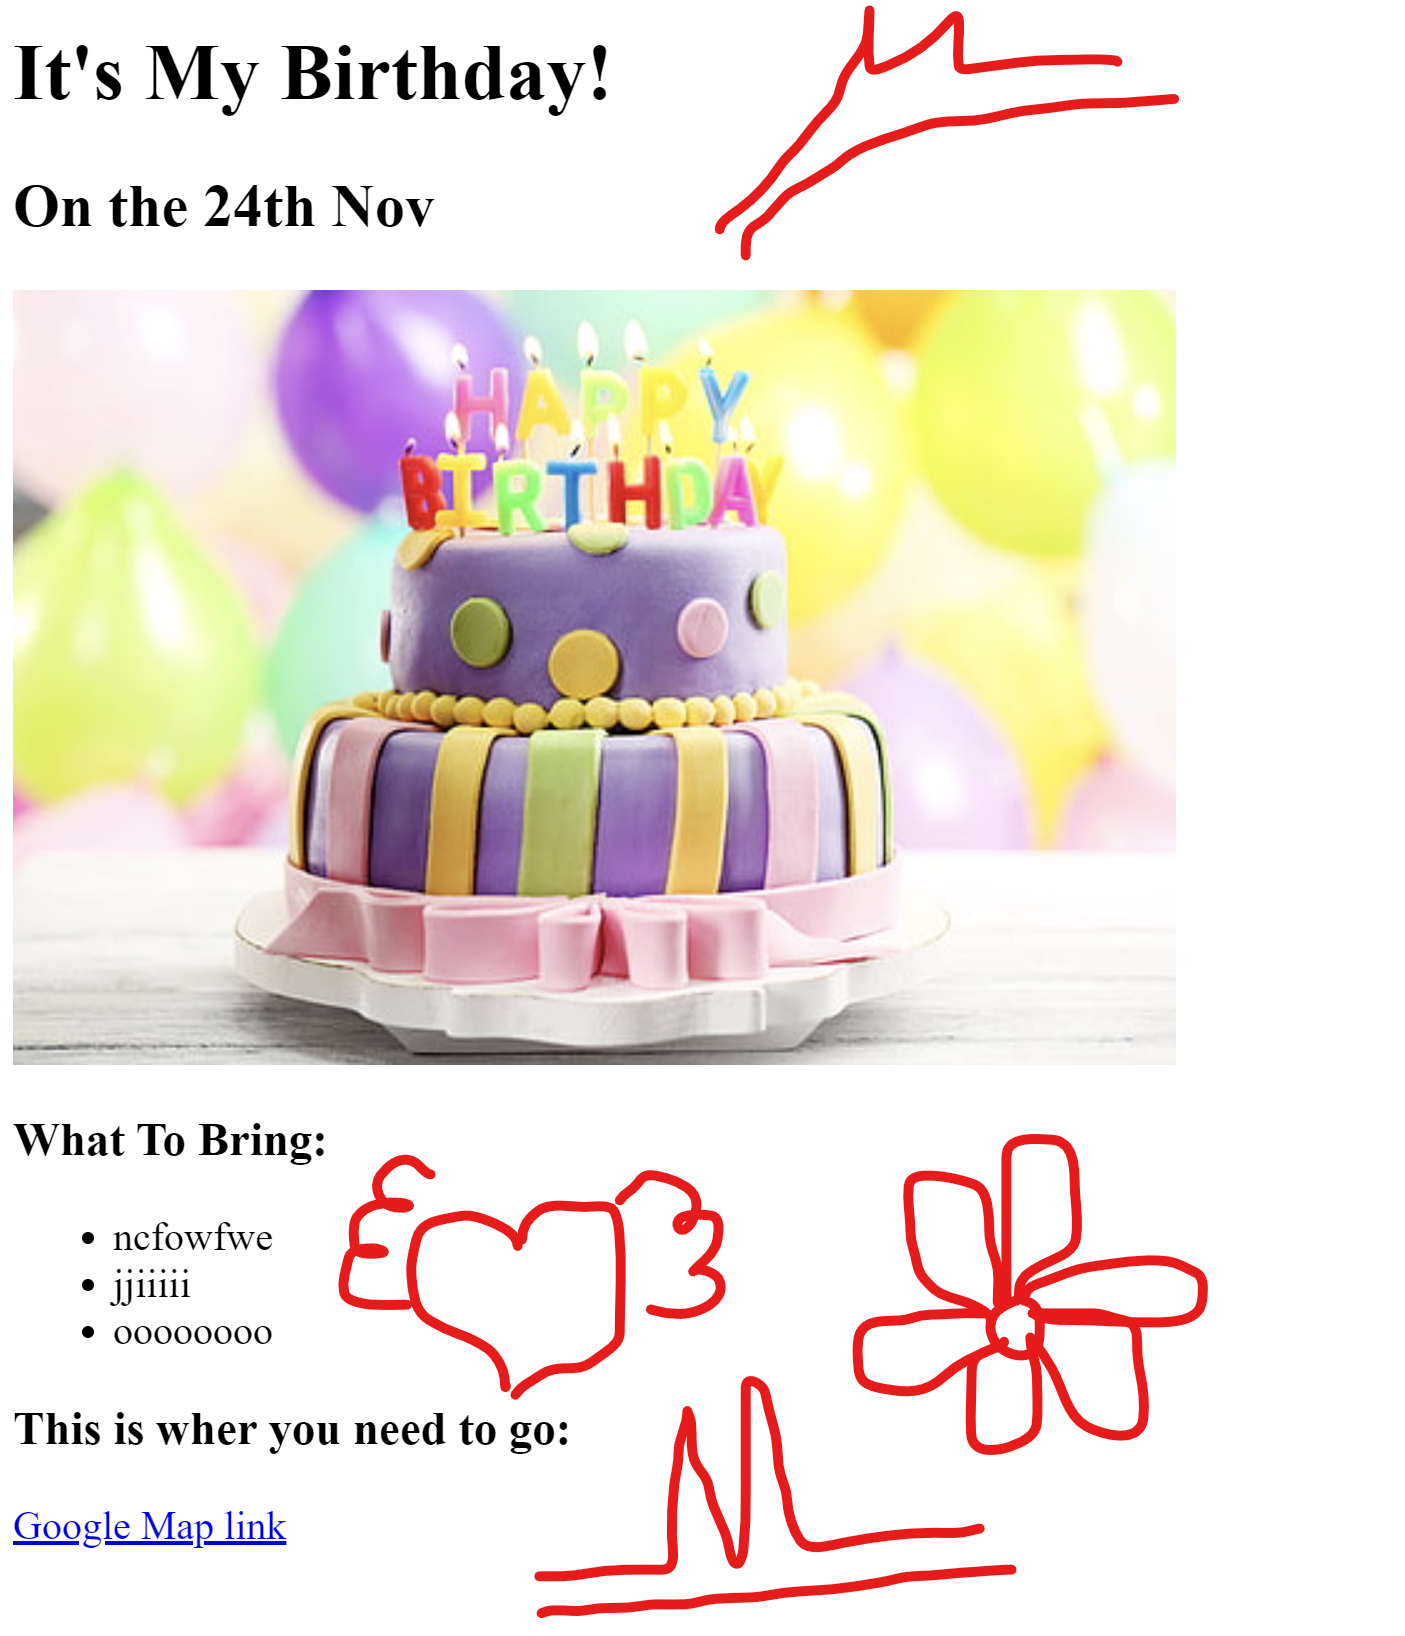 It's My Birthday!
On the 24th Nov
HAPPY
BIRTHDAY
What To Bring:
ncfowfwe
jjiiiiii
oooooooo
This is wher you need to go:
Google Map link